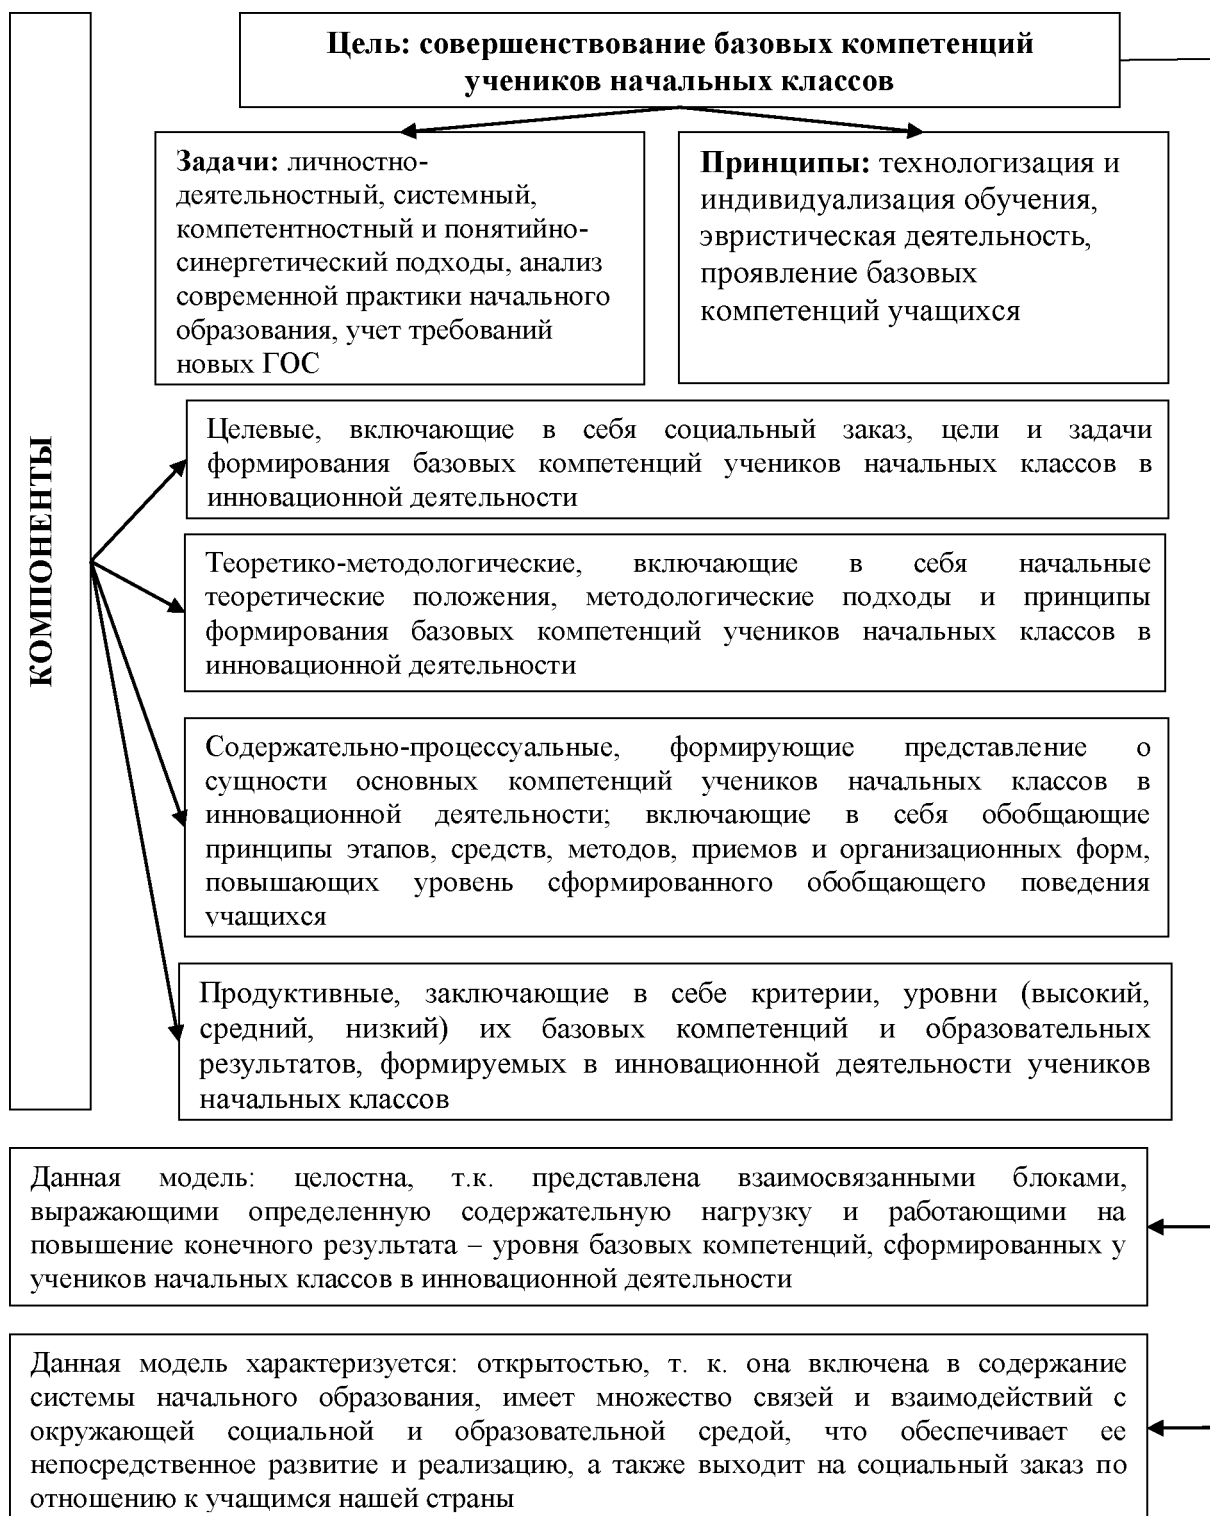 Цель: совершенствование базовых компетенций
учеников начальных классов
Задачи: личностно-
деятельностный, системный,
компетентностный и понятийно-
синергетический подходы, анализ
современной практики начального
образования, учет требований
новых ГОС
Принципы: технологизация и
индивидуализация обучения,
эвристическая деятельность,
проявление базовых
компетенций учащихся
КОМПОНЕНТЫ
Целевые, включающие в себя социальный заказ, цели и задачи
формирования базовых компетенций учеников начальных классов в
инновационной деятельности
Теоретико-методологические, включающие в себя начальные
теоретические положения, методологические подходы и принципы
формирования базовых компетенций учеников начальных классов в
инновационной деятельности
Содержательно-процессуальные, формирующие представление о
сущности основных компетенций учеников начальных классов в
инновационной деятельности; включающие в себя обобщающие
принципы этапов, средств, методов, приемов и организационных форм,
повышающих уровень сформированного обобщающего поведения
учащихся
Продуктивные, заключающие в себе критерии, уровни (высокий,
средний, низкий) их базовых компетенций и образовательных
результатов, формируемых в инновационной деятельности учеников
начальных классов
Данная модель: целостна, т.к. представлена взаимосвязанными блоками,
выражающими определенную содержательную нагрузку и работающими на
повышение конечного результата – уровня базовых компетенций, сформированных у
учеников начальных классов в инновационной деятельности
Данная модель характеризуется: открытостью, т. к. она включена в содержание
системы начального образования, имеет множество связей и взаимодействий с
окружающей социальной и образовательной средой, что обеспечивает ее
непосредственное развитие и реализацию, а также выходит на социальный заказ по
отношению к учащимся нашей страны